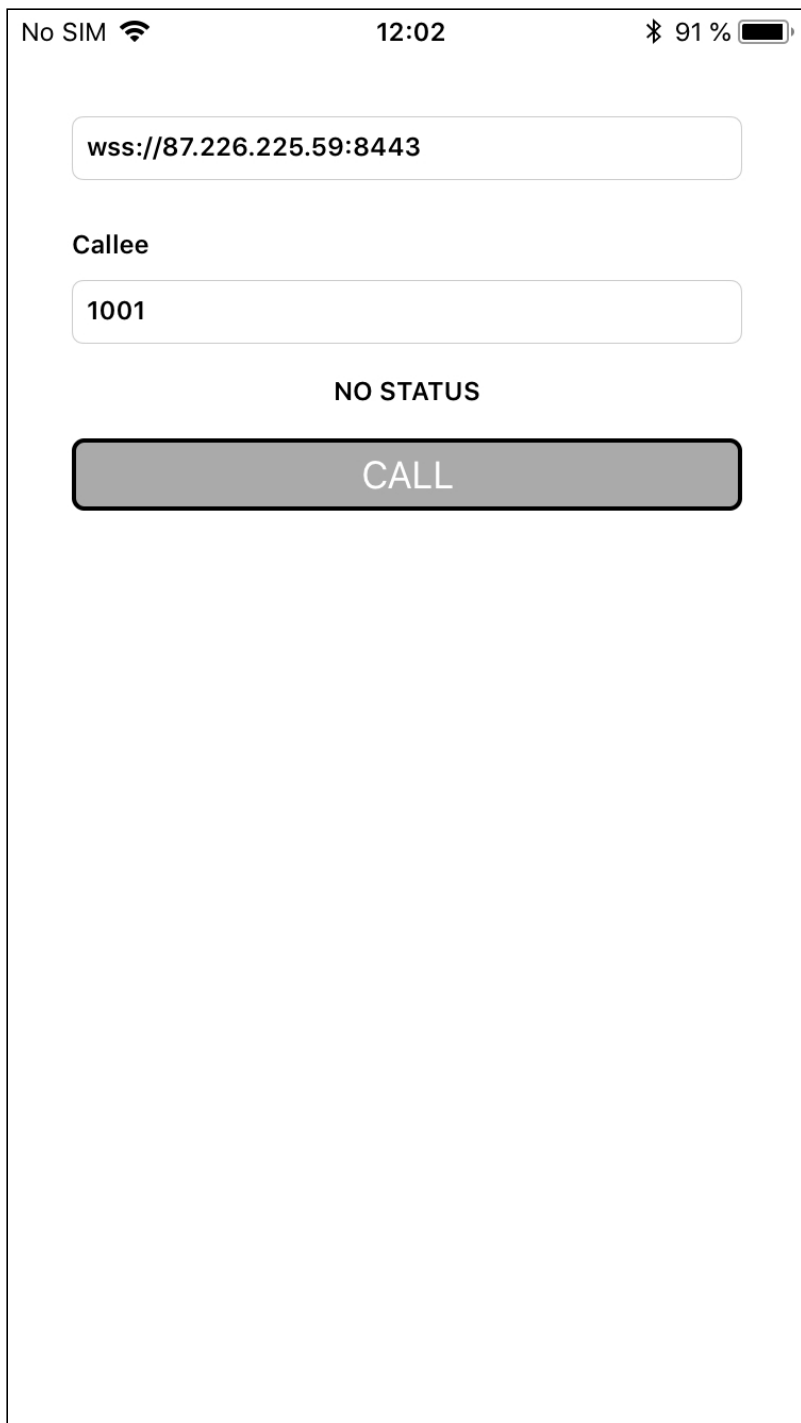 No SIM 12:02 91 %
wss://87.226.225.59:8443
Callee
1001
NO STATUS
CALL